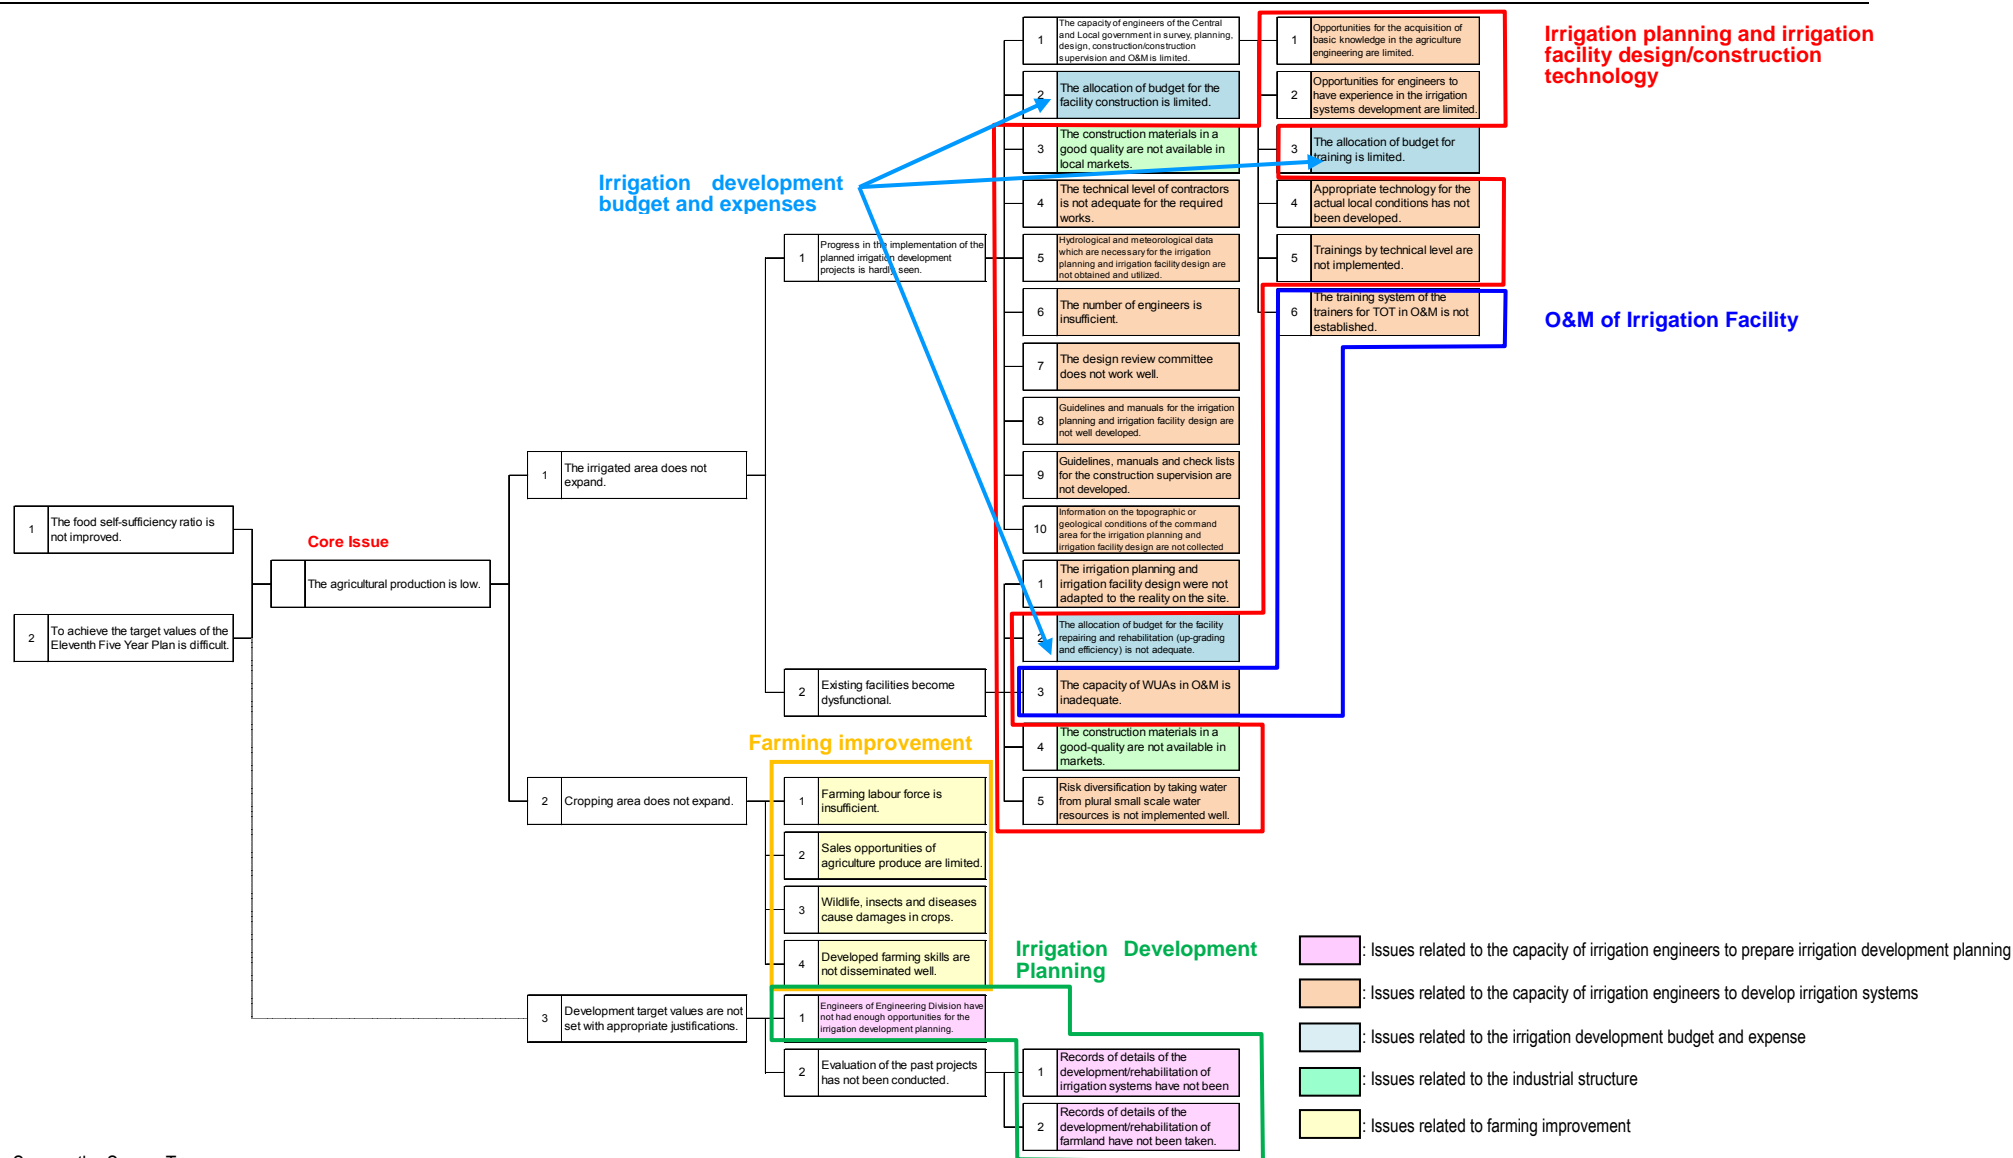 1
The food self-sufficiency ratio is
not improved.
2
To achieve the target values of the
Eleventh Five Year Plan is difficult.
Core Issue
The agricultural production is low.
1
The irrigated area does not
expand.
2
Cropping area does not expand.
3
Development target values are not
set with appropriate justifications.
Irrigation development
budget and expenses
1
Progress in the implementation of the
planned irrigation development
projects is hardly seen.
2
Existing facilities become
dysfunctional.
Farming improvement
1
Farming labour force is
insufficient.
2
Sales opportunities of
agriculture produce are limited.
3
Wildlife, insects and diseases
cause damages in crops.
4
Developed farming skills are
not disseminated well.
1
Engineers of Engineering Division have
not had enough opportunities for the
irrigation development planning.
2
Evaluation of the past projects
has not been conducted.
1
The capacity of engineers of the Central
and Local government in survey, planning,
design, construction/construction
supervision and O&M is limited.
2
The allocation of budget for the
facility construction is limited.
3
The construction materials in a
good quality are not available in
local markets.
4
The technical level of contractors
is not adequate for the required
works.
5
Hydrological and meteorological data
which are necessary for the irrigation
planning and irrigation facility design are
not obtained and utilized.
6
The number of engineers is
insufficient.
7
The design review committee
does not work well.
8
Guidelines and manuals for the irrigation
planning and irrigation facility design are
not well developed.
9
Guidelines, manuals and check lists
for the construction supervision are
not developed.
10
Information on the topographic or
geological conditions of the command
area for the irrigation planning and
irrigation facility design are not collected
1
The irrigation planning and
irrigation facility design were not
adapted to the reality on the site.
2
The allocation of budget for the facility
repairing and rehabilitation (up-grading
and efficiency) is not adequate.
3
The capacity of WUAs in O&M is
inadequate.
4
The construction materials in a
good-quality are not available in
markets.
5
Risk diversification by taking water
from plural small scale water
resources is not implemented well.
Irrigation Development
Planning
1
Records of details of the
development/rehabilitation of
irrigation systems have not been
2
Records of details of the
development/rehabilitation of
farmland have not been taken.
1
Opportunities for the acquisition of
basic knowledge in the agriculture
engineering are limited.
2
Opportunities for engineers to
have experience in the irrigation
systems development are limited.
3
The allocation of budget for
training is limited.
4
Appropriate technology for the
actual local conditions has not
been developed.
5
Trainings by technical level are
not implemented.
6
The training system of the
trainers for TOT in O&M is not
established.
Irrigation planning and irrigation
facility design/construction
technology
O&M of Irrigation Facility
: Issues related to the capacity of irrigation engineers to prepare irrigation development planning
: Issues related to the capacity of irrigation engineers to develop irrigation systems
: Issues related to the irrigation development budget and expense
: Issues related to the industrial structure
: Issues related to farming improvement